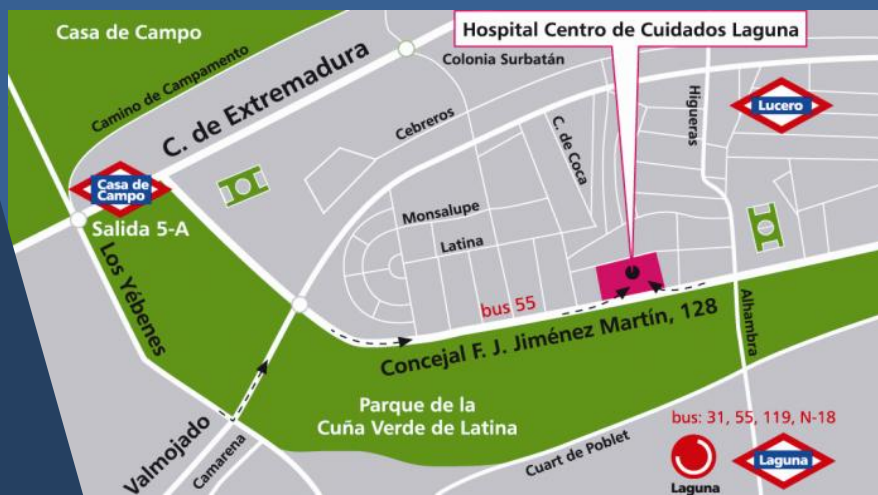 Hospital Centro de Cuidados Laguna
Casa de Campo
Colonia Surbatán
Camino de Campamento
C. de Extremadura
Cebreros
Higueras
Lucero
C. de Coca
Casa de
Campo
Salida 5-A
Monsalupe
Latina
Los Yébenes
bus 55
Concejal F. J. Jiménez Martín, 128
Alhambra
Parque de la
Cuña Verde de Latina
Valmojado
Camarena
Cuart de Poblet
bus: 31, 55, 119, N-18
Laguna
Laguna